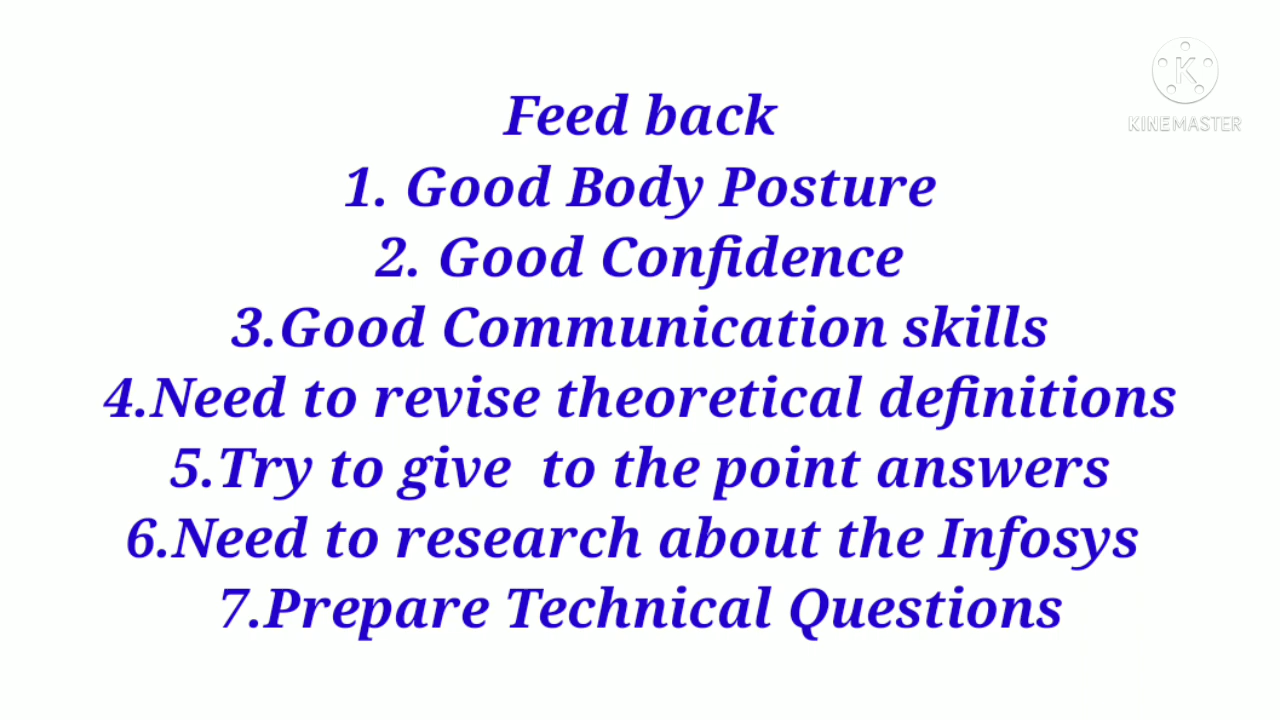 KINEMASTER
Feed back
1. Good Body Posture
2. Good Confidence
3.Good Communication skills
4.Need to revise theoretical definitions
5.Try to give  to the point answers
6.Need to research about the Infosys
7.Prepare Technical Questions